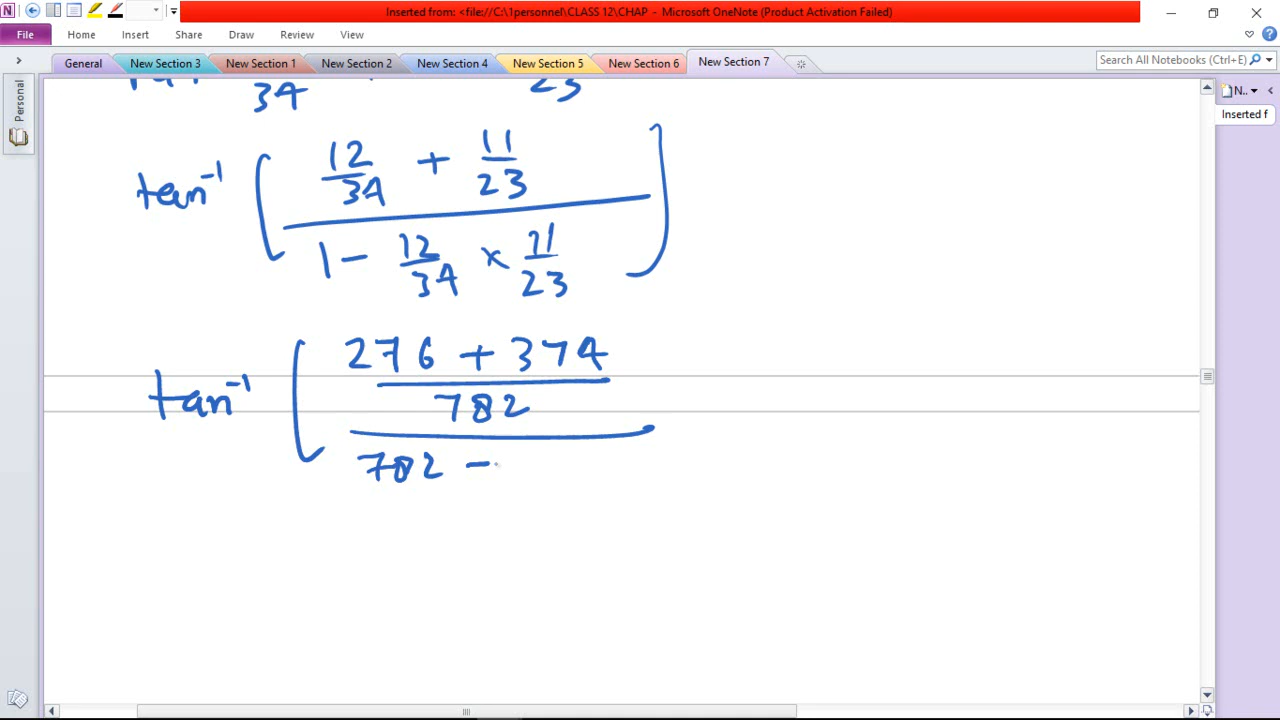 Inserted from: <file://C:\1personnel\CLASS 12\CHAP - Microsoft OneNote (Product Activation Failed)
File Home Insert Share Draw Review View
General New Section 3 New Section 1 New Section 2 New Section 4 New Section 5 New Section 6 New Section 7 Search All Notebooks (Ctrl+E)
Personal
N..
Inserted f
34 23
tan⁻¹ [ 12/34 + 11/23
1 - 12/34 × 11/23 ]
tan⁻¹ [ 276 + 374
782
782 -